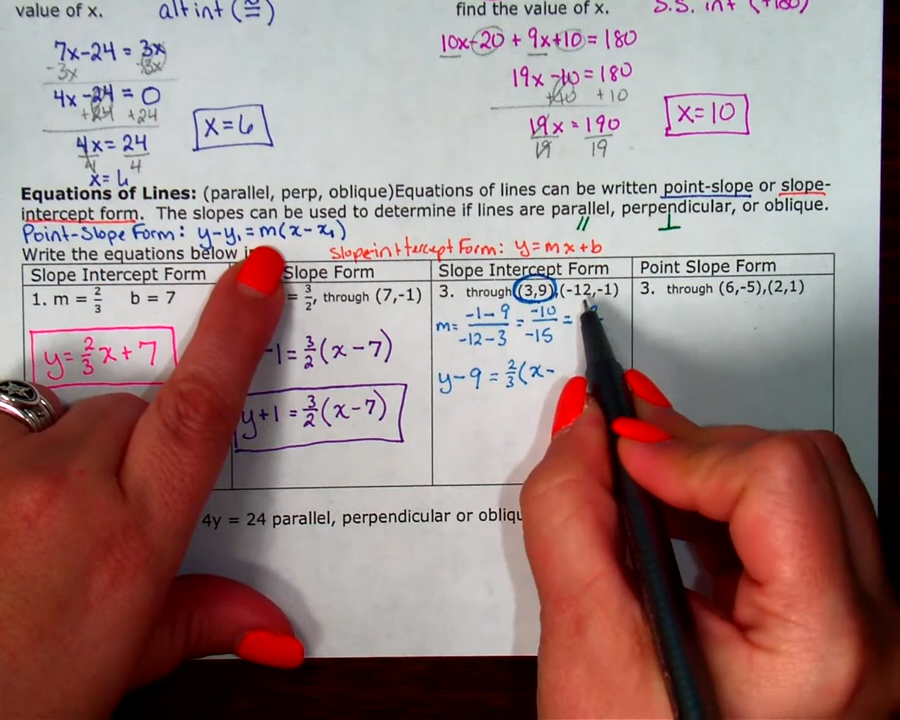 value of x. alt int (≅)
find the value of x. S.S. int (+180)
7x-24 = 3x
-3x -3x
4x-24 = 0
+24 +24
4x = 24
4 4
x = 6
x = 6
10x-20 + 9x+10 = 180
19x -10 = 180
+10 +10
19x = 190
19 19
x = 10
Equations of Lines: (parallel, perp, oblique)Equations of lines can be written point-slope or slope-
intercept form. The slopes can be used to determine if lines are parallel, perpendicular, or oblique.
// ⊥
Point-Slope Form: y-y₁ = m(x-x₁)
Slope inttercept Form: y = mx+b
Write the equations below
Slope Intercept Form
1. m = 2/3 b = 7
y = 2/3 x + 7
Slope Form
= 3/2, through (7,-1)
1 = 3/2 (x-7)
y+1 = 3/2 (x-7)
Slope Intercept Form
3. through (3,9),(-12,-1)
m = -1-9 / -12-3 = -10 / -15 =
y-9 = 2/3 (x-
Point Slope Form
3. through (6,-5),(2,1)
4y = 24 parallel, perpendicular or